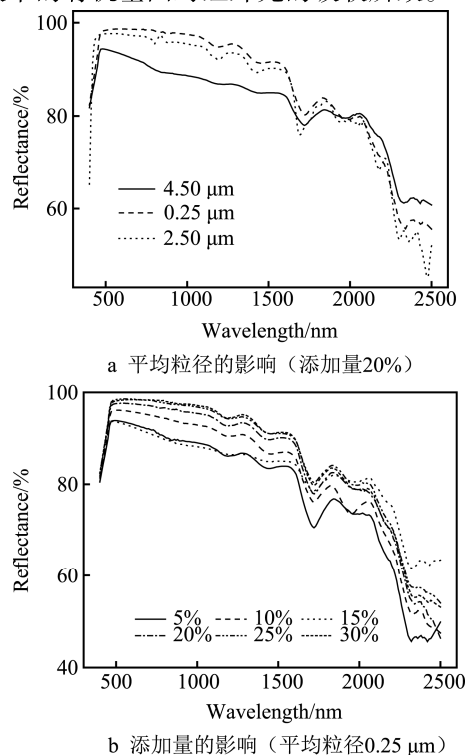 100
80
60
Reflectance/%
4.50 μm
0.25 μm
2.50 μm
500 1000 1500 2000 2500
Wavelength/nm
a 平均粒径的影响（添加量20%）
100
80
60
40
Reflectance/%
5% 10% 15%
20% 25% 30%
500 1000 1500 2000 2500
Wavelength/nm
b 添加量的影响（平均粒径0.25 μm）